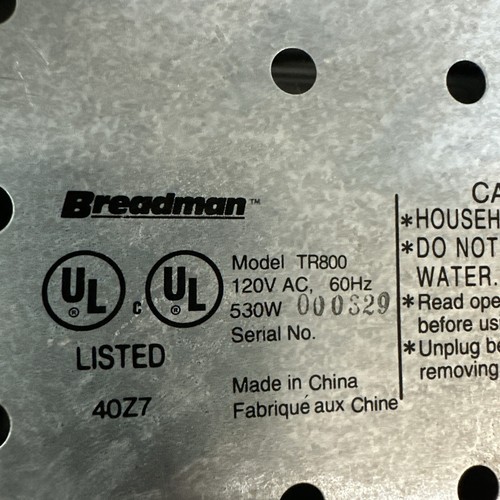 Breadman™
UL® c UL®
LISTED
40Z7
Model TR800
120V AC, 60Hz
530W 000329
Serial No.
Made in China
Fabriqué aux Chine
CA
*HOUSEH
*DO NOT
WATER.
*Read ope
before usi
*Unplug be
removing